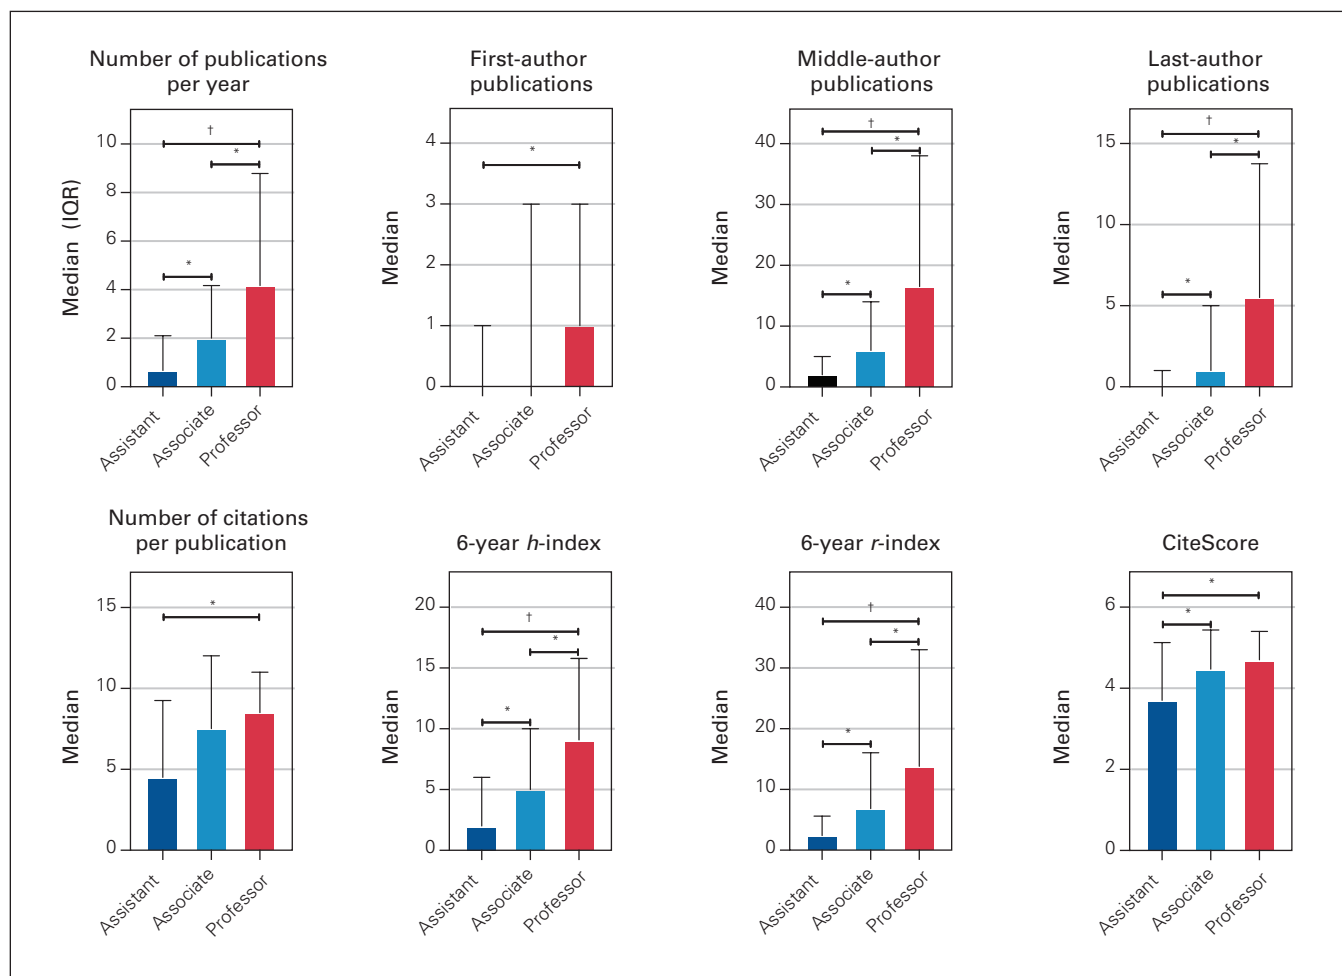 Number of publications
per year
Median (IQR)
10
8
6
4
2
0
†
*
*
Assistant
Associate
Professor
First-author
publications
Median
4
3
2
1
0
*
Assistant
Associate
Professor
Middle-author
publications
Median
40
30
20
10
0
†
*
*
Assistant
Associate
Professor
Last-author
publications
Median
15
10
5
0
†
*
*
Assistant
Associate
Professor
Number of citations
per publication
Median
15
10
5
0
*
Assistant
Associate
Professor
6-year h-index
Median
20
15
10
5
0
†
*
*
Assistant
Associate
Professor
6-year r-index
Median
40
30
20
10
0
†
*
*
Assistant
Associate
Professor
CiteScore
Median
6
4
2
0
*
*
Assistant
Associate
Professor